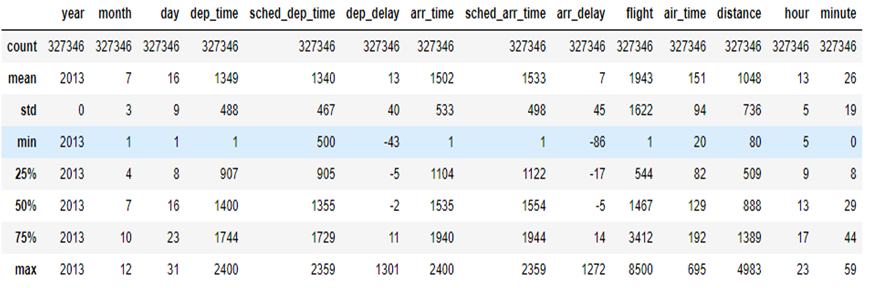 year month day dep_time sched_dep_time dep_delay arr_time sched_arr_time arr_delay flight air_time distance hour minute
count 327346 327346 327346 327346 327346 327346 327346 327346 327346 327346 327346 327346 327346 327346
mean 2013 7 16 1349 1340 13 1502 1533 7 1943 151 1048 13 26
std 0 3 9 488 467 40 533 498 45 1622 94 736 5 19
min 2013 1 1 1 500 -43 1 1 -86 1 20 80 5 0
25% 2013 4 8 907 905 -5 1104 1122 -17 544 82 509 9 8
50% 2013 7 16 1400 1355 -2 1535 1554 -5 1467 129 888 13 29
75% 2013 10 23 1744 1729 11 1940 1944 14 3412 192 1389 17 44
max 2013 12 31 2400 2359 1301 2400 2359 1272 8500 695 4983 23 59